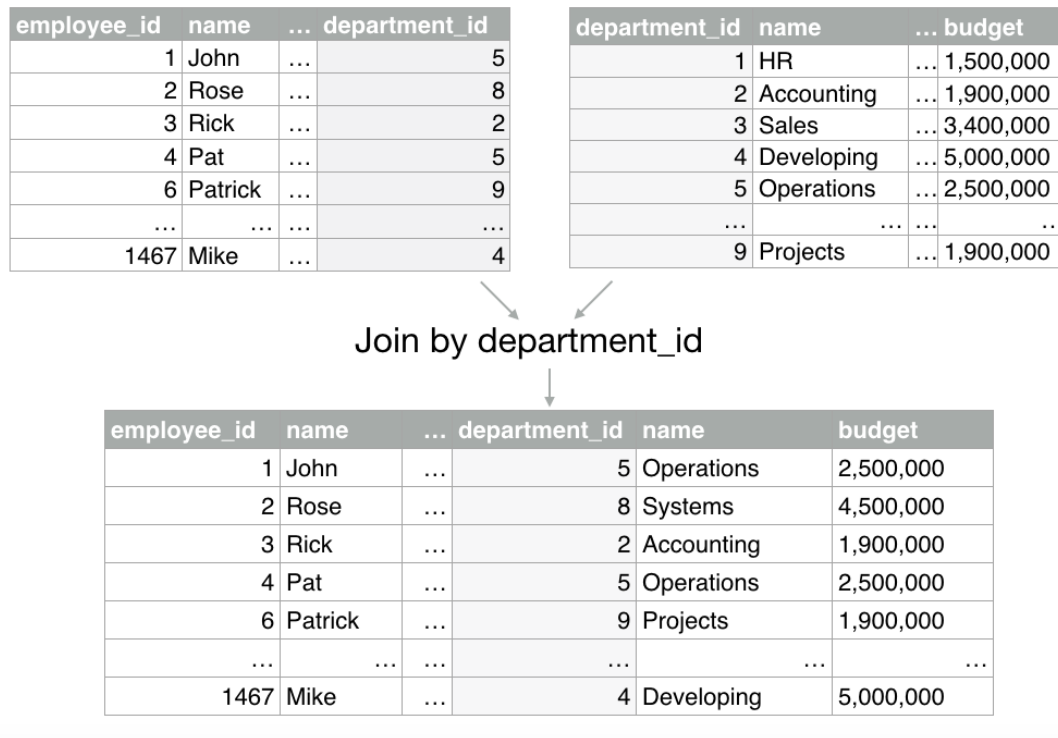 employee_id name ... department_id
1 John ... 5
2 Rose ... 8
3 Rick ... 2
4 Pat ... 5
6 Patrick ... 9
... ... ... ...
1467 Mike ... 4
department_id name ... budget
1 HR ... 1,500,000
2 Accounting ... 1,900,000
3 Sales ... 3,400,000
4 Developing ... 5,000,000
5 Operations ... 2,500,000
... ... ... ..
9 Projects ... 1,900,000
Join by department_id
employee_id name ... department_id name budget
1 John ... 5 Operations 2,500,000
2 Rose ... 8 Systems 4,500,000
3 Rick ... 2 Accounting 1,900,000
4 Pat ... 5 Operations 2,500,000
6 Patrick ... 9 Projects 1,900,000
... ... ... ... ... ...
1467 Mike ... 4 Developing 5,000,000